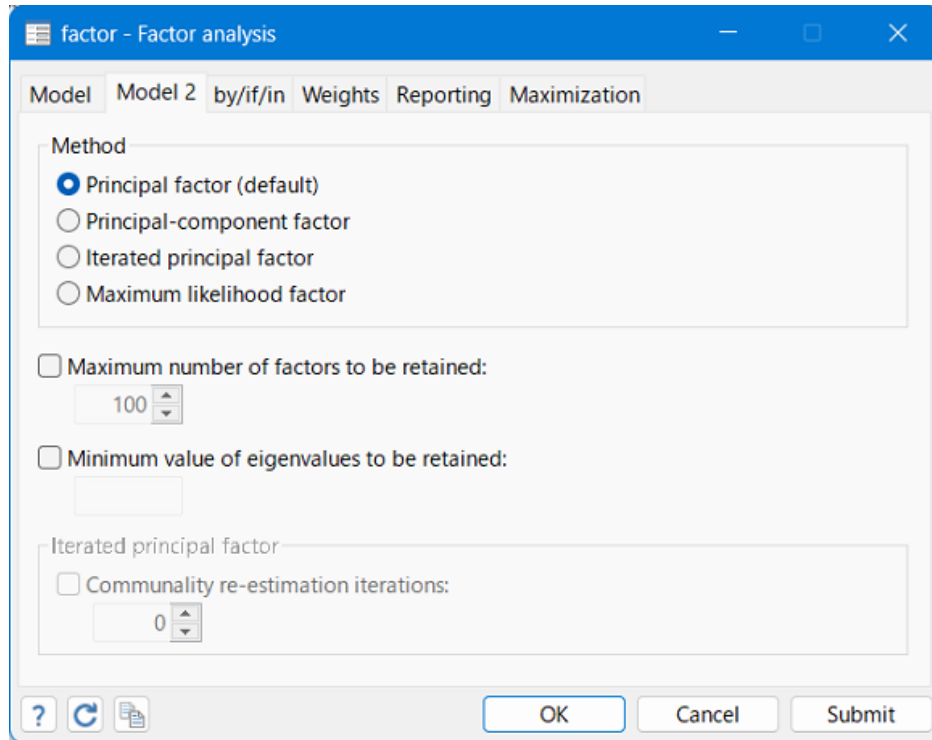 factor - Factor analysis
Model Model 2 by/if/in Weights Reporting Maximization
Method
Principal factor (default)
Principal-component factor
Iterated principal factor
Maximum likelihood factor
Maximum number of factors to be retained:
100
Minimum value of eigenvalues to be retained:
Iterated principal factor
Communality re-estimation iterations:
0
? OK Cancel Submit